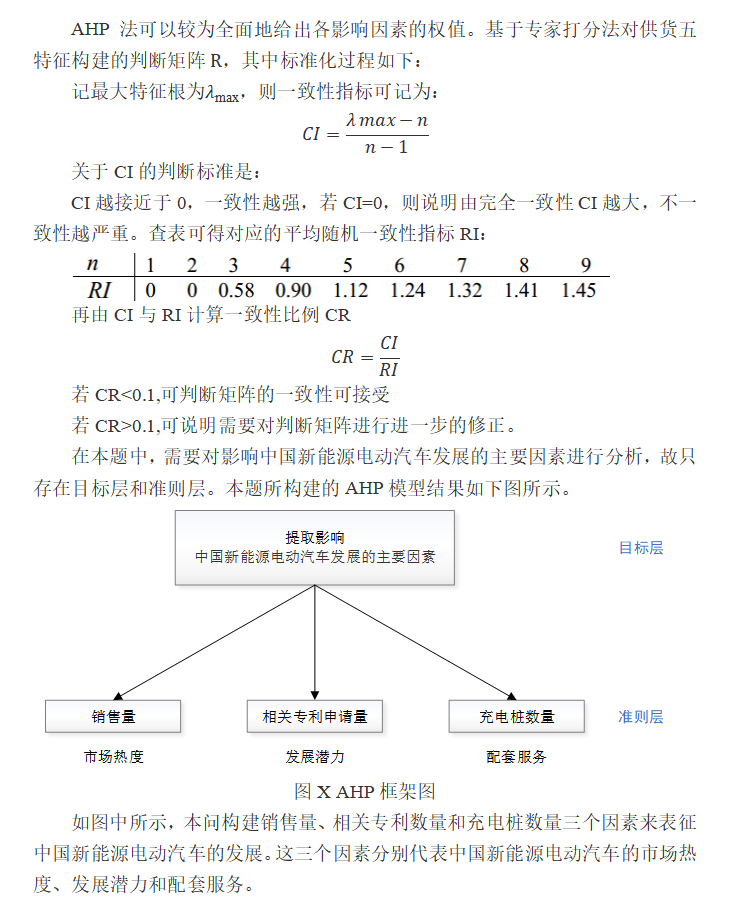 AHP 法可以较为全面地给出各影响因素的权值。基于专家打分法对供货五
特征构建的判断矩阵 R，其中标准化过程如下：
记最大特征根为λmax，则一致性指标可记为：
CI = (λ max − n) / (n − 1)
关于 CI 的判断标准是：
CI 越接近于 0，一致性越强，若 CI=0，则说明由完全一致性 CI 越大，不一
致性越严重。查表可得对应的平均随机一致性指标 RI：
n 1 2 3 4 5 6 7 8 9
RI 0 0 0.58 0.90 1.12 1.24 1.32 1.41 1.45
再由 CI 与 RI 计算一致性比例 CR
CR = CI / RI
若 CR<0.1,可判断矩阵的一致性可接受
若 CR>0.1,可说明需要对判断矩阵进行进一步的修正。
在本题中，需要对影响中国新能源电动汽车发展的主要因素进行分析，故只
存在目标层和准则层。本题所构建的 AHP 模型结果如下图所示。
提取影响
中国新能源电动汽车发展的主要因素
目标层
销售量 相关专利申请量 充电桩数量 准则层
市场热度 发展潜力 配套服务
图 X AHP 框架图
如图中所示，本问构建销售量、相关专利数量和充电桩数量三个因素来表征
中国新能源电动汽车的发展。这三个因素分别代表中国新能源电动汽车的市场热
度、发展潜力和配套服务。